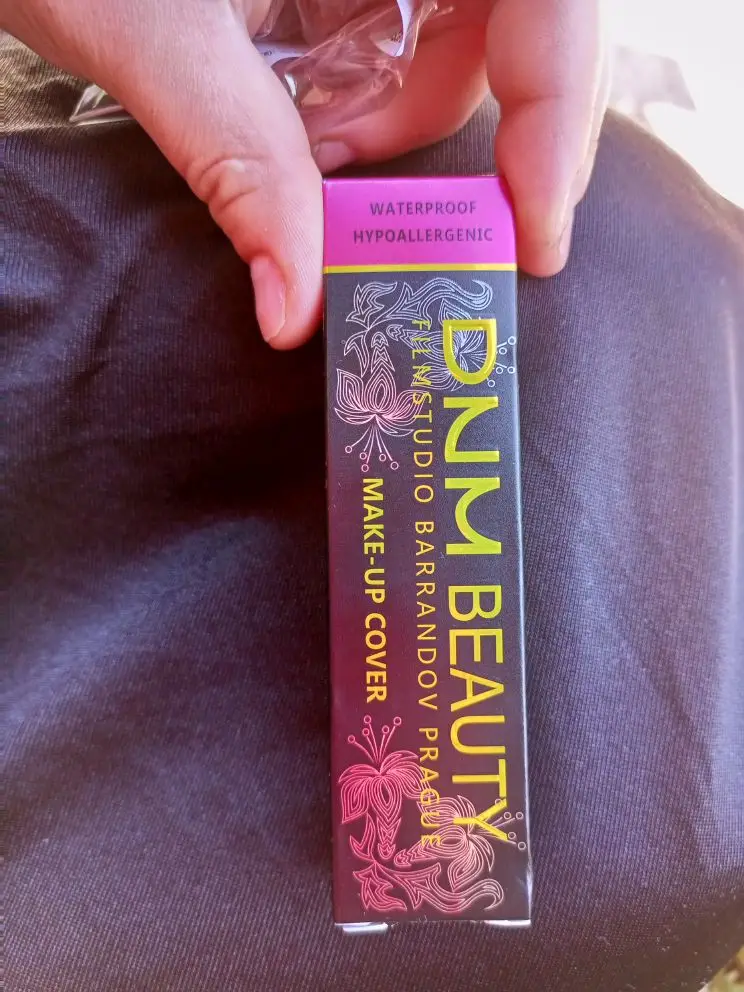 WATERPROOF
HYPOALLERGENIC
DNM BEAUTY
FILMSTUDIO BARRANDOV PRAGUE
MAKE-UP COVER